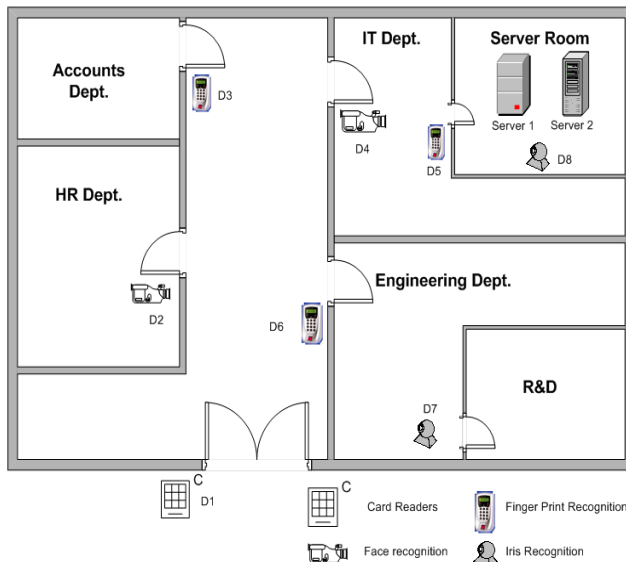 IT Dept.
Server Room
Accounts
Dept.
D3
Server 1
Server 2
D4
D5
D8
HR Dept.
Engineering Dept.
D2
D6
R&D
D7
C
D1
C
Card Readers
Finger Print Recognition
Face recognition
Iris Recognition